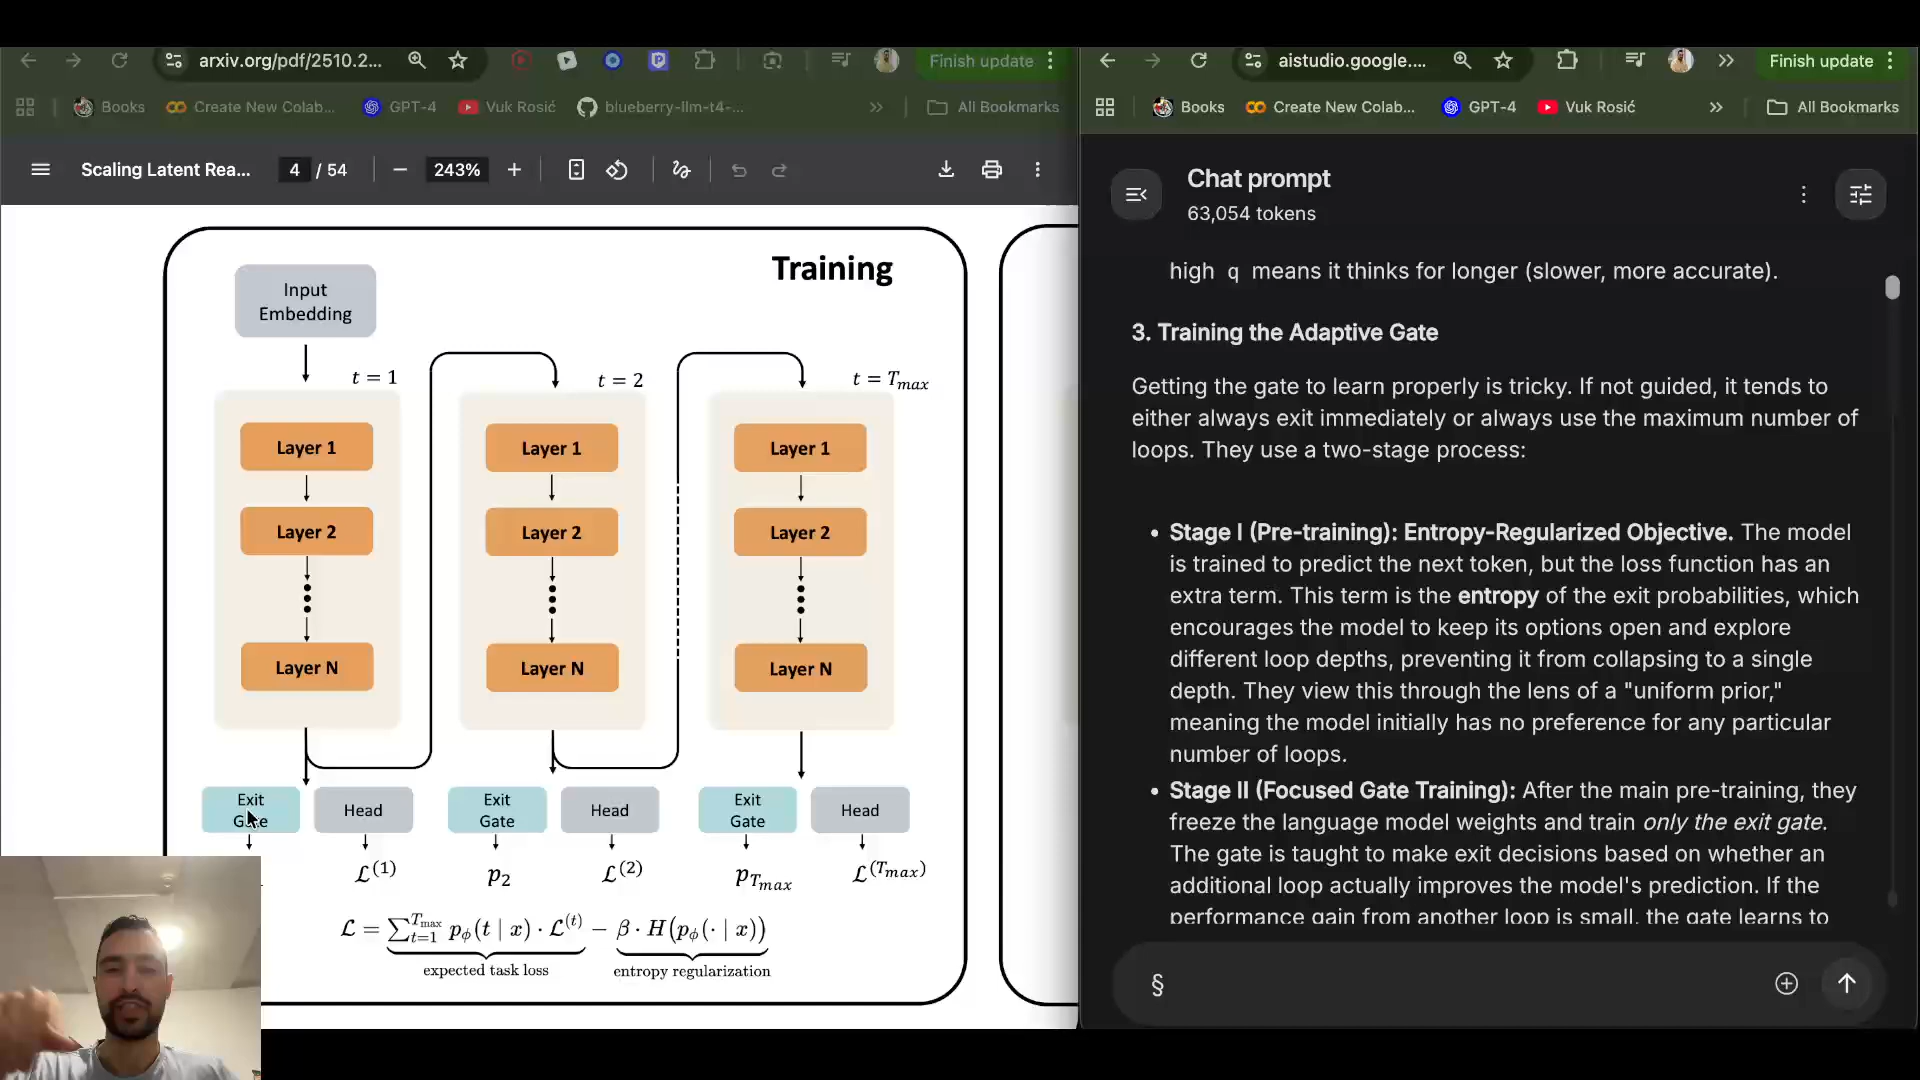 arxiv.org/pdf/2510.2...
Finish update
Books
Create New Colab...
GPT-4
Vuk Rosić
blueberry-llm-t4-...
»
All Bookmarks
Scaling Latent Rea...
4 / 54
243%
Training
Input
Embedding
t = 1
t = 2
t = Tmax
Layer 1
Layer 1
Layer 1
Layer 2
Layer 2
Layer 2
Layer N
Layer N
Layer N
Exit
Gate
Head
Exit
Gate
Head
Exit
Gate
Head
ℒ(1)
p2
ℒ(2)
pTmax
ℒ(Tmax)
ℒ = ∑t=1Tmax pϕ(t | x) · ℒ(t) − β · H(pϕ(· | x))
expected task loss
entropy regularization
aistudio.google....
»
Finish update
Books
Create New Colab...
GPT-4
Vuk Rosić
»
All Bookmarks
Chat prompt
63,054 tokens
high q means it thinks for longer (slower, more accurate).
3. Training the Adaptive Gate
Getting the gate to learn properly is tricky. If not guided, it tends to
either always exit immediately or always use the maximum number of
loops. They use a two-stage process:
• Stage I (Pre-training): Entropy-Regularized Objective. The model
is trained to predict the next token, but the loss function has an
extra term. This term is the entropy of the exit probabilities, which
encourages the model to keep its options open and explore
different loop depths, preventing it from collapsing to a single
depth. They view this through the lens of a "uniform prior,"
meaning the model initially has no preference for any particular
number of loops.
• Stage II (Focused Gate Training): After the main pre-training, they
freeze the language model weights and train only the exit gate.
The gate is taught to make exit decisions based on whether an
additional loop actually improves the model's prediction. If the
performance gain from another loop is small, the gate learns to
§